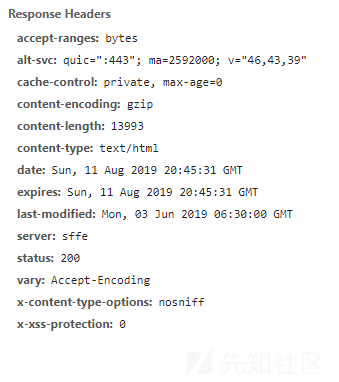 Response Headers
accept-ranges: bytes
alt-svc: quic=":443"; ma=2592000; v="46,43,39"
cache-control: private, max-age=0
content-encoding: gzip
content-length: 13993
content-type: text/html
date: Sun, 11 Aug 2019 20:45:31 GMT
expires: Sun, 11 Aug 2019 20:45:31 GMT
last-modified: Mon, 03 Jun 2019 06:30:00 GMT
server: sffe
status: 200
vary: Accept-Encoding
x-content-type-options: nosniff
x-xss-protection: 0
先知社区